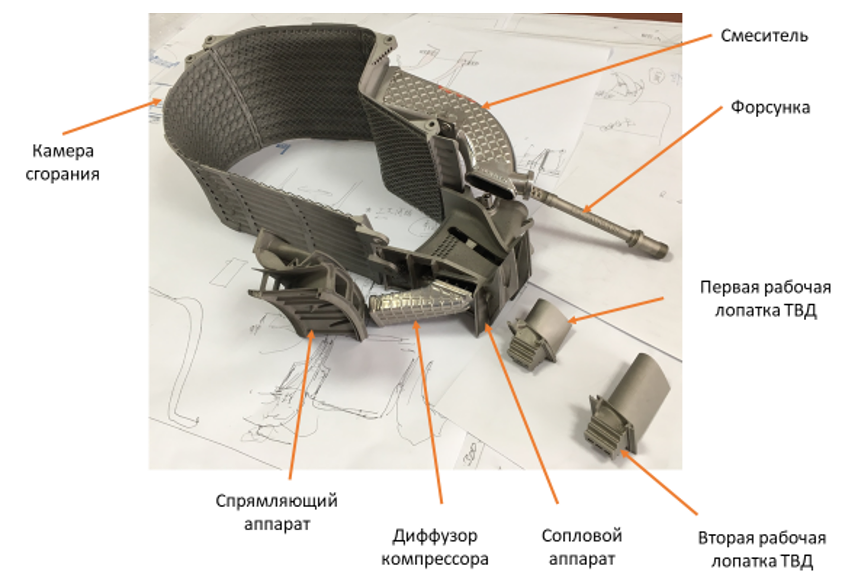 Смеситель
Форсунка
Камера
сгорания
Первая рабочая
лопатка ТВД
Спрямляющий
аппарат
Диффузор
компрессора
Сопловой
аппарат
Вторая рабочая
лопатка ТВД